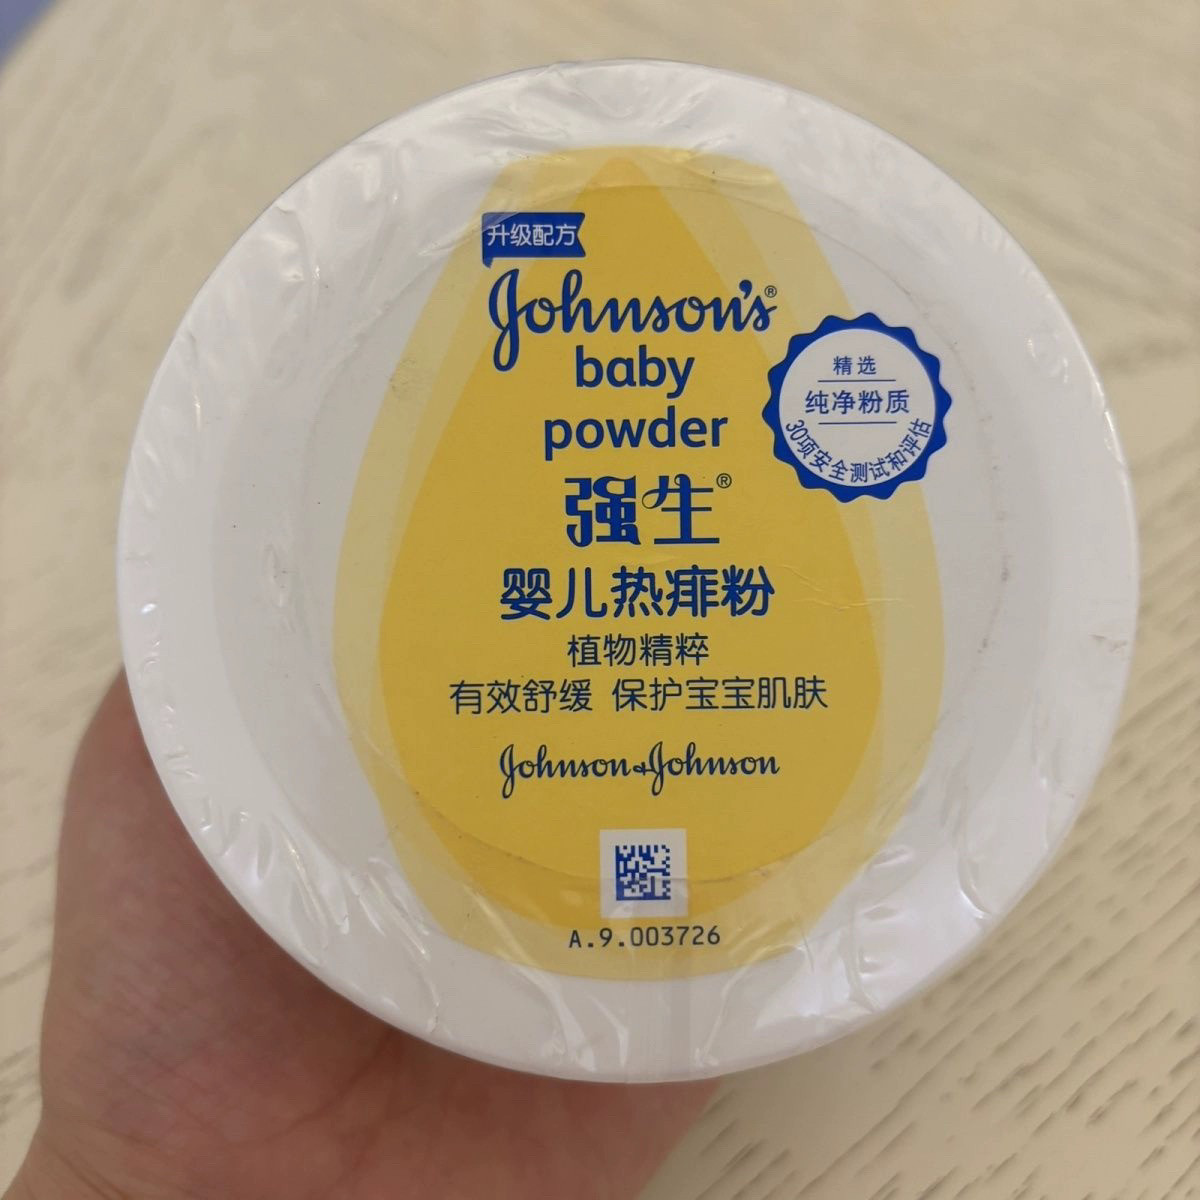 升级配方
Johnson's®
baby
powder
强生®
婴儿热痱粉
植物精粹
有效舒缓 保护宝宝肌肤
Johnson+Johnson
A.9.003726
精选
纯净粉质
30项安全测试和评估